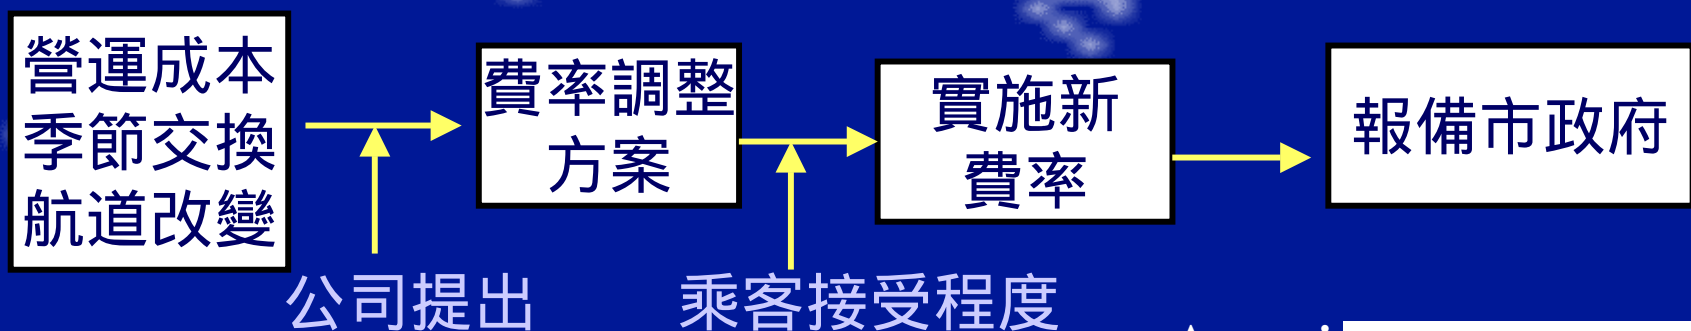 營運成本
季節交換
航道改變
公司提出
費率調整
方案
乘客接受程度
實施新
費率
報備市政府